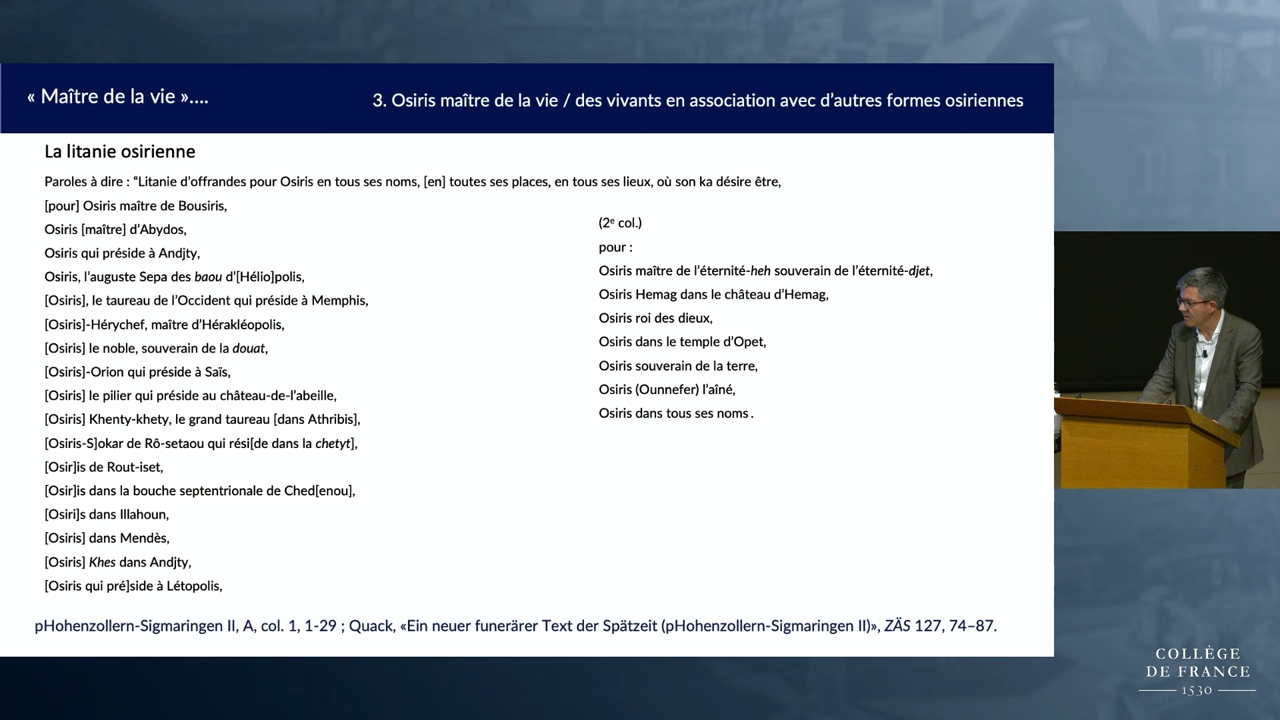 « Maître de la vie »….
3. Osiris maître de la vie / des vivants en association avec d’autres formes osiriennes
La litanie osirienne
Paroles à dire : “Litanie d’offrandes pour Osiris en tous ses noms, [en] toutes ses places, en tous ses lieux, où son ka désire être,
[pour] Osiris maître de Bousiris,
Osiris [maître] d’Abydos,
Osiris qui préside à Andjty,
Osiris, l’auguste Sepa des baou d’[Hélio]polis,
[Osiris], le taureau de l’Occident qui préside à Memphis,
[Osiris]-Hérychef, maître d’Hérakléopolis,
[Osiris] le noble, souverain de la douat,
[Osiris]-Orion qui préside à Saïs,
[Osiris] le pilier qui préside au château-de-l’abeille,
[Osiris] Khenty-khety, le grand taureau [dans Athribis],
[Osiris-S]okar de Rô-setaou qui rési[de dans la chetyt],
[Osir]is de Rout-iset,
[Osir]is dans la bouche septentrionale de Ched[enou],
[Osiri]s dans Illahoun,
[Osiris] dans Mendès,
[Osiris] Khes dans Andjty,
[Osiris qui pré]side à Létopolis,
(2e col.)
pour :
Osiris maître de l’éternité-heh souverain de l’éternité-djet,
Osiris Hemag dans le château d’Hemag,
Osiris roi des dieux,
Osiris dans le temple d’Opet,
Osiris souverain de la terre,
Osiris (Ounnefer) l’aîné,
Osiris dans tous ses noms .
pHohenzollern-Sigmaringen II, A, col. 1, 1-29 ; Quack, «Ein neuer funerärer Text der Spätzeit (pHohenzollern-Sigmaringen II)», ZÄS 127, 74–87.
COLLÈGE
DE FRANCE
1530